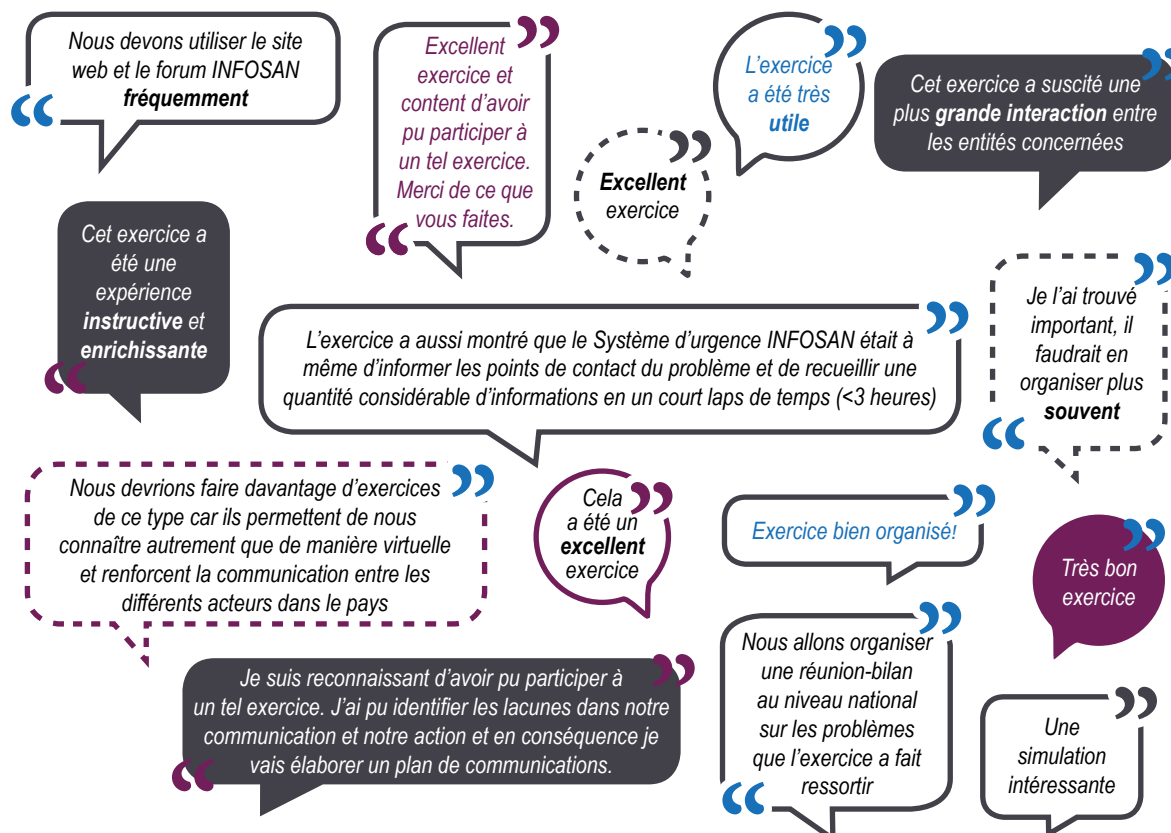 Nous devons utiliser le site
web et le forum INFOSAN
fréquemment
Excellent
exercice et
content d'avoir
pu participer à
un tel exercice.
Merci de ce que
vous faites.
L'exercice
a été très
utile
Cet exercice a suscité une
plus grande interaction entre
les entités concernées
Excellent
exercice
Cet exercice a
été une
expérience
instructive et
enrichissante
L'exercice a aussi montré que le Système d'urgence INFOSAN était à
même d'informer les points de contact du problème et de recueillir une
quantité considérable d'informations en un court laps de temps (<3 heures)
Je l'ai trouvé
important, il
faudrait en
organiser plus
souvent
Nous devrions faire davantage d'exercices
de ce type car ils permettent de nous
connaître autrement que de manière virtuelle
et renforcent la communication entre les
différents acteurs dans le pays
Cela
a été un
excellent
exercice
Exercice bien organisé!
Très bon
exercice
Je suis reconnaissant d'avoir pu participer à
un tel exercice. J'ai pu identifier les lacunes dans notre
communication et notre action et en conséquence je
vais élaborer un plan de communications.
Nous allons organiser
une réunion-bilan
au niveau national
sur les problèmes
que l'exercice a fait
ressortir
Une
simulation
intéressante